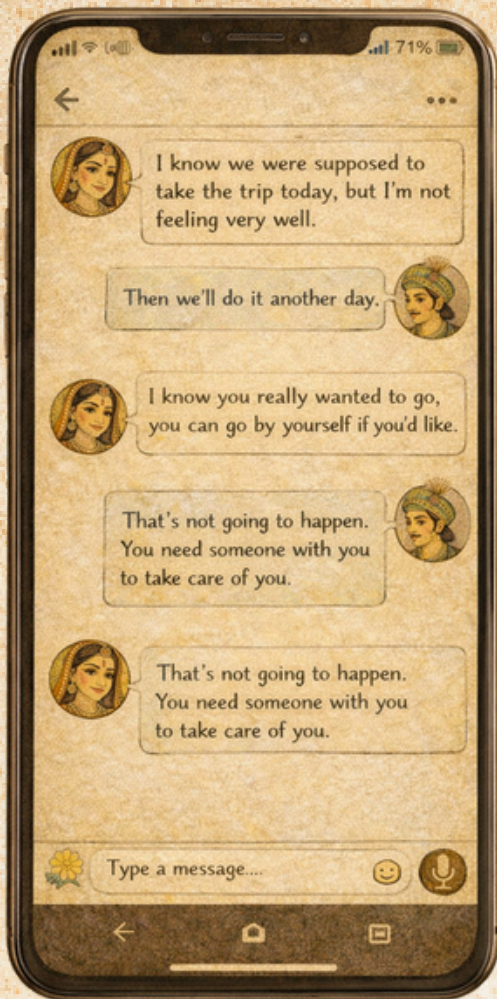 71%
I know we were supposed to
take the trip today, but I'm not
feeling very well.
Then we'll do it another day.
I know you really wanted to go,
you can go by yourself if you'd like.
That's not going to happen.
You need someone with you
to take care of you.
That's not going to happen.
You need someone with you
to take care of you.
Type a message....